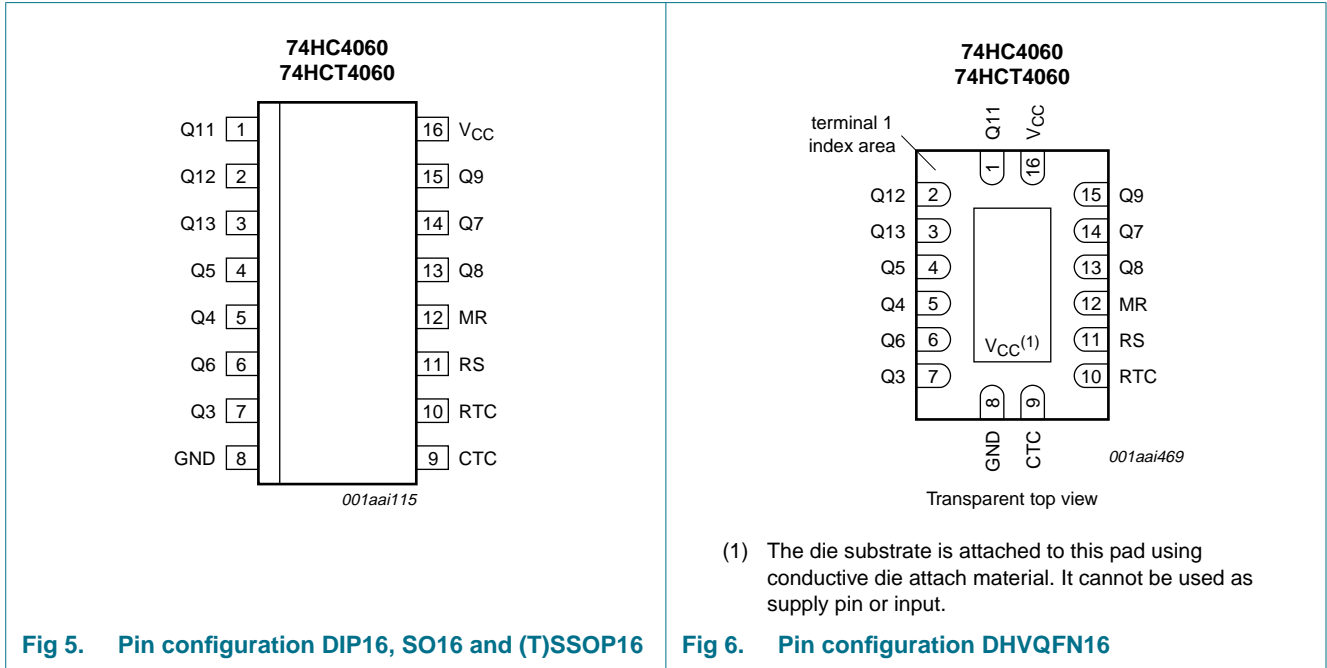 74HC4060
74HCT4060
Q11 1
16 VCC
Q12 2
15 Q9
Q13 3
14 Q7
Q5 4
13 Q8
Q4 5
12 MR
Q6 6
11 RS
Q3 7
10 RTC
GND 8
9 CTC
001aai115
Fig 5. Pin configuration DIP16, SO16 and (T)SSOP16
74HC4060
74HCT4060
terminal 1
index area
Q11
VCC
1
16
Q12 2
15 Q9
Q13 3
14 Q7
Q5 4
13 Q8
Q4 5
12 MR
Q6 6
11 RS
Q3 7
10 RTC
VCC(1)
8
9
GND
CTC
001aai469
Transparent top view
(1) The die substrate is attached to this pad using
conductive die attach material. It cannot be used as
supply pin or input.
Fig 6. Pin configuration DHVQFN16